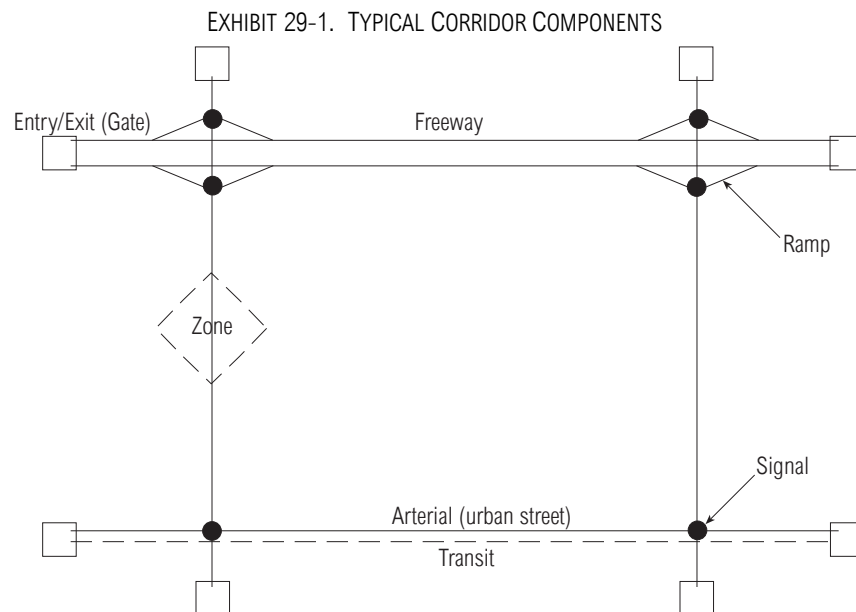 EXHIBIT 29-1. TYPICAL CORRIDOR COMPONENTS
Entry/Exit (Gate)
Freeway
Ramp
Zone
Signal
Arterial (urban street)
Transit